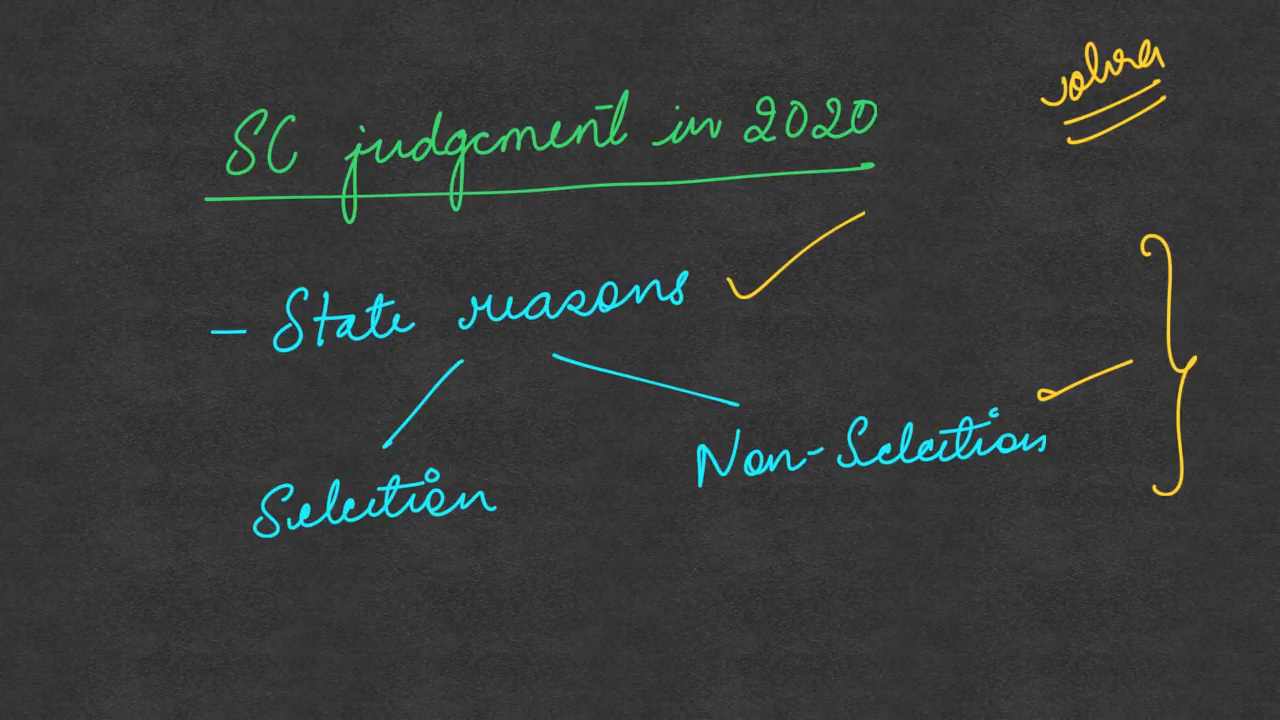 SC judgement in 2020
- State reasons
Non-Selection
Selection